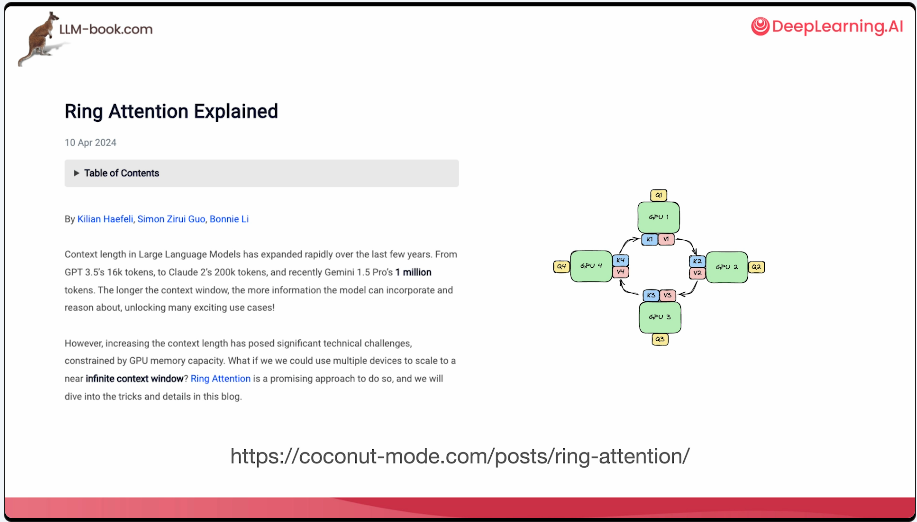 LLM-book.com
DeepLearning.AI
Ring Attention Explained
10 Apr 2024
Table of Contents
By Kilian Haefeli, Simon Zirui Guo, Bonnie Li
Context length in Large Language Models has expanded rapidly over the last few years. From
GPT 3.5's 16k tokens, to Claude 2's 200k tokens, and recently Gemini 1.5 Pro's 1 million
tokens. The longer the context window, the more information the model can incorporate and
reason about, unlocking many exciting use cases!
However, increasing the context length has posed significant technical challenges,
constrained by GPU memory capacity. What if we we could use multiple devices to scale to a
near infinite context window? Ring Attention is a promising approach to do so, and we will
dive into the tricks and details in this blog.
Q1
GPU 1
K1 V1
Q4 GPU 4 K4
V4
K2 GPU 2 Q2
V2
K3 V3
GPU 3
Q3
https://coconut-mode.com/posts/ring-attention/